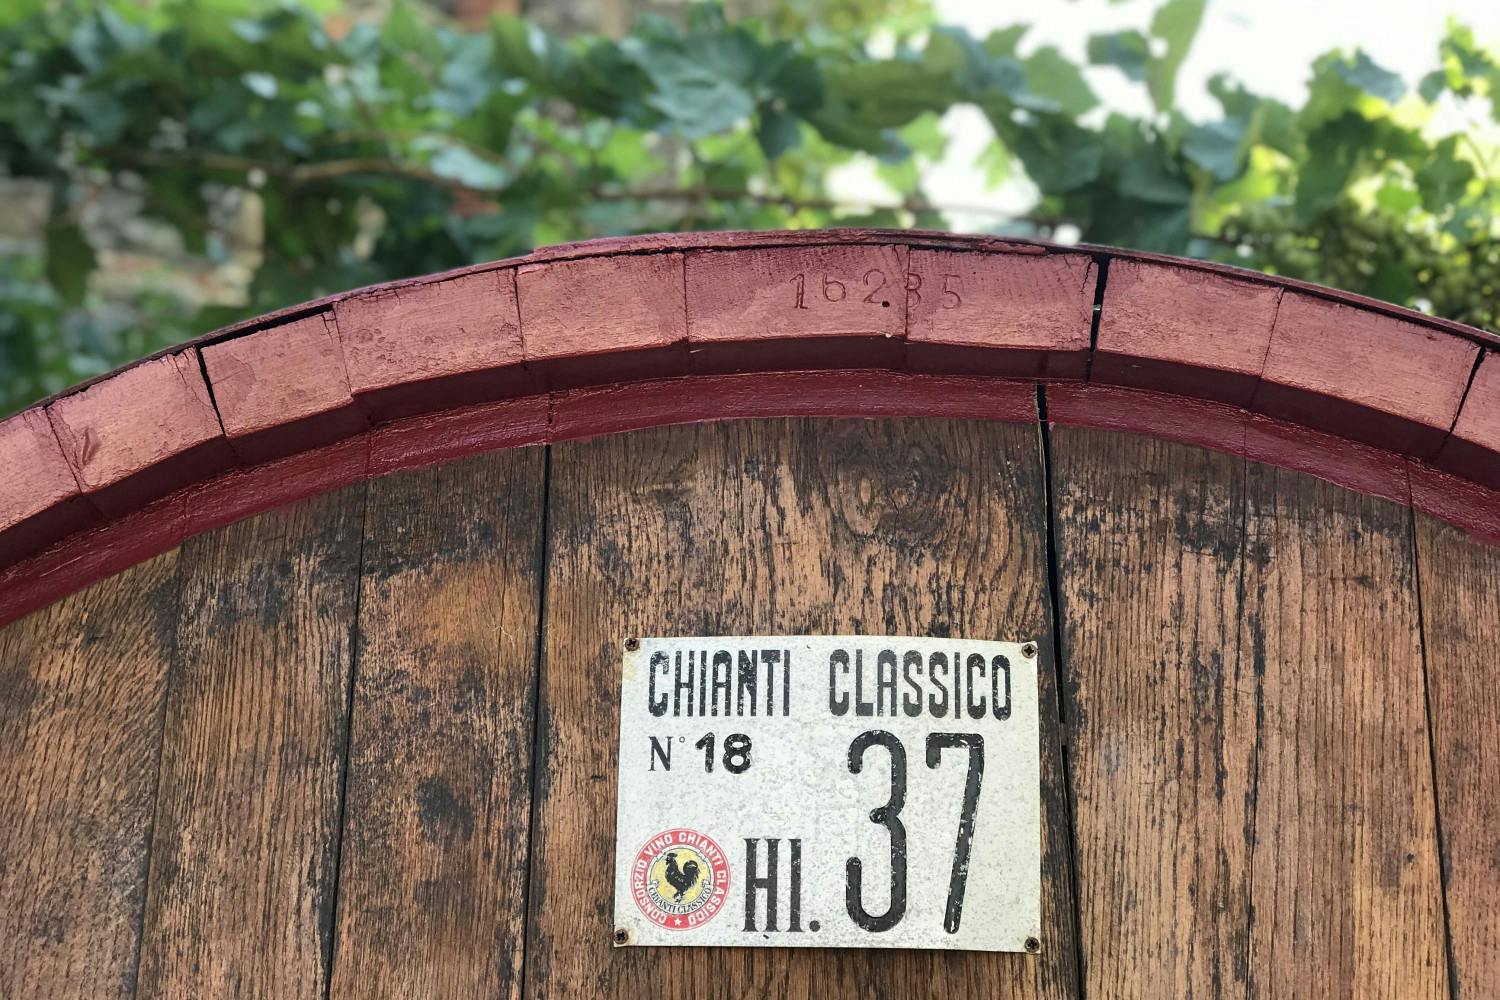 16235
CHIANTI CLASSICO
N° 18
37
Hl.
CONSORZIO VINO CHIANTI CLASSICO
CHIANTI CLASSICO